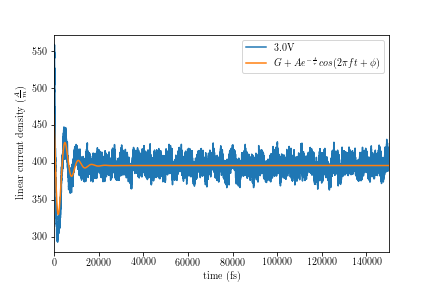 linear current density (A/m)
550
500
450
400
350
300
3.0V
G + Ae^{-t/τ} cos(2πft + ϕ)
0 20000 40000 60000 80000 100000 120000 140000
time (fs)